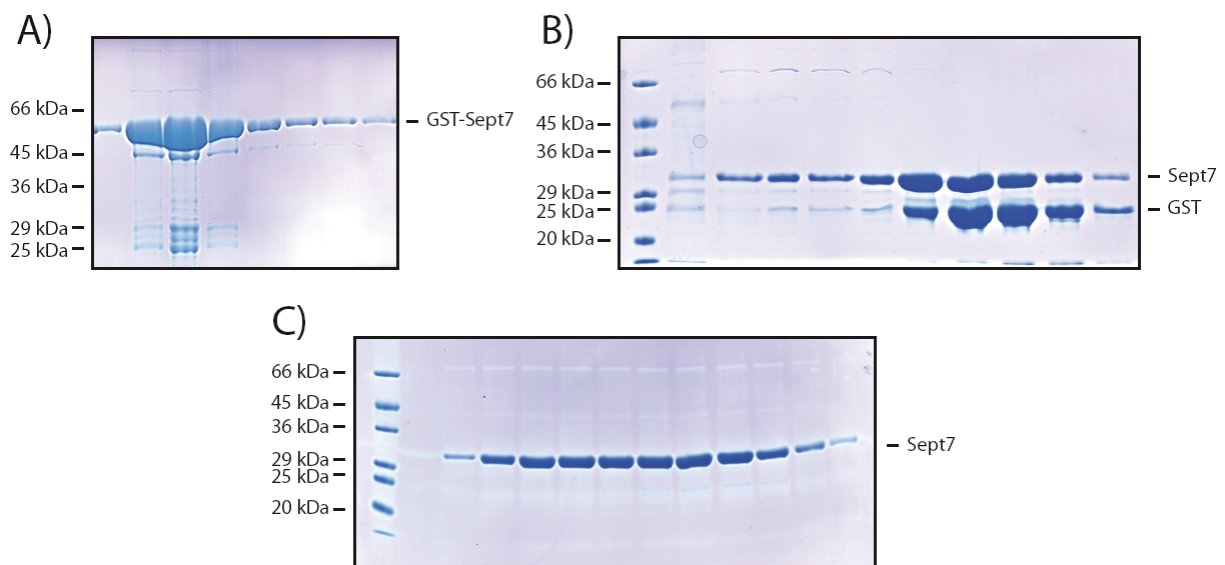 A)
66 kDa
45 kDa
36 kDa
29 kDa
25 kDa
GST-Sept7
B)
66 kDa
45 kDa
36 kDa
29 kDa
25 kDa
20 kDa
Sept7
GST
C)
66 kDa
45 kDa
36 kDa
29 kDa
25 kDa
20 kDa
Sept7